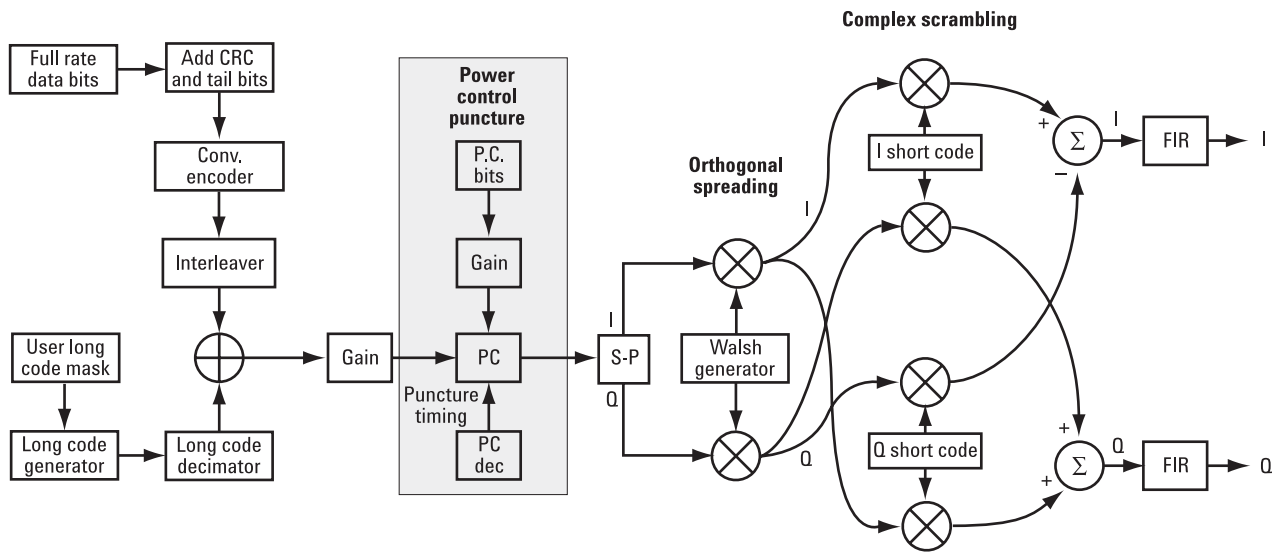 Complex scrambling
Full rate
data bits
Add CRC
and tail bits
Power
control
puncture
Conv.
encoder
P.C.
bits
I short code
+
Σ
I
FIR
I
−
Orthogonal
spreading
I
Interleaver
Gain
User long
code mask
Gain
PC
I
S-P
Q
Walsh
generator
Puncture
timing
Long code
generator
Long code
decimator
PC
dec
Q
Q short code
+
+
Σ
Q
FIR
Q